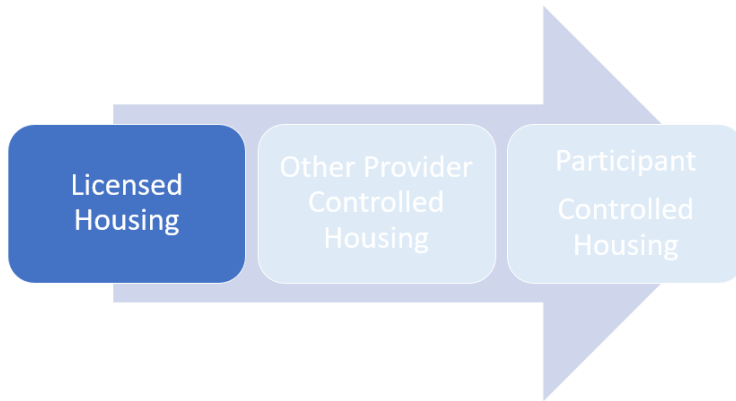 Licensed
Housing
Other Provider
Controlled
Housing
Participant
Controlled
Housing